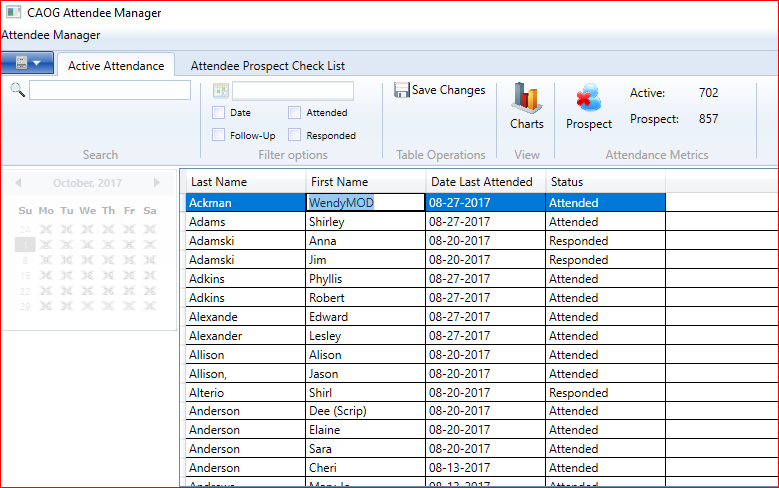 CAOG Attendee Manager
Attendee Manager
Active Attendance Attendee Prospect Check List
Save Changes
Active: 702
Date Attended
Follow-Up Responded
Charts Prospect Prospect: 857
Search Filter options Table Operations View Attendance Metrics
October, 2017
Su Mo Tu We Th Fr Sa
24
1
8
15
22
29
Last Name First Name Date Last Attended Status
Ackman WendyMOD 08-27-2017 Attended
Adams Shirley 08-27-2017 Attended
Adamski Anna 08-20-2017 Responded
Adamski Jim 08-20-2017 Responded
Adkins Phyllis 08-27-2017 Attended
Adkins Robert 08-27-2017 Attended
Alexande Edward 08-27-2017 Attended
Alexander Lesley 08-27-2017 Attended
Allison Alison 08-20-2017 Attended
Allison, Jason 08-20-2017 Attended
Alterio Shirl 08-20-2017 Responded
Anderson Dee (Scrip) 08-20-2017 Attended
Anderson Elaine 08-20-2017 Attended
Anderson Sara 08-20-2017 Attended
Anderson Cheri 08-13-2017 Attended